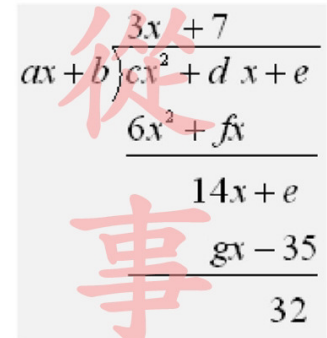 3x + 7
ax + b ) cx² + d x + e
6x² + fx
14x + e
gx − 35
32
從事